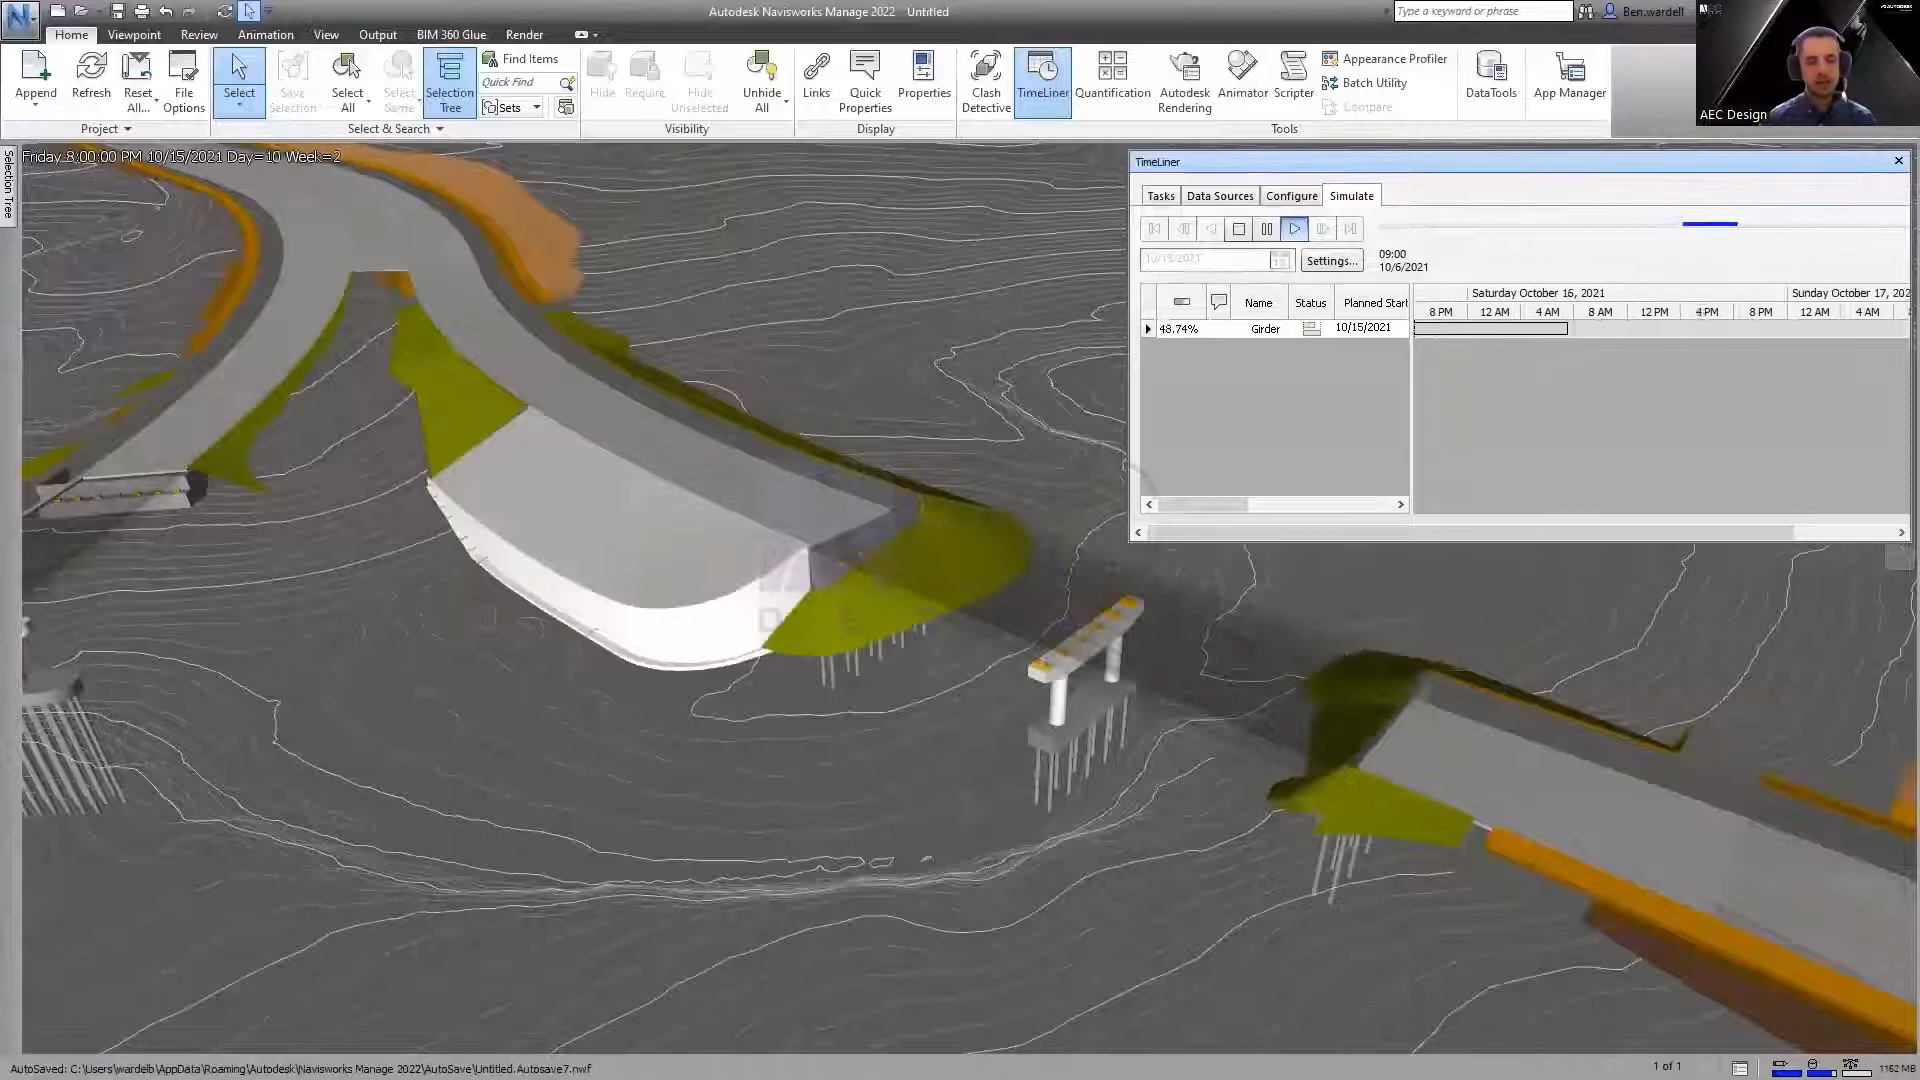 Autodesk Navisworks Manage 2022 Untitled
Type a keyword or phrase
Ben.wardell
Home Viewpoint Review Animation View Output BIM 360 Glue Render
Append
Refresh
Reset All...
File Options
Project
Select
Save Selection
Select All
Select Same
Selection Tree
Find Items
Quick Find
Sets
Select & Search
Hide
Require
Hide Unselected
Unhide All
Visibility
Links
Quick Properties
Properties
Display
Clash Detective
TimeLiner
Quantification
Autodesk Rendering
Animator
Scripter
Appearance Profiler
Batch Utility
Compare
Tools
DataTools
App Manager
AEC Design
Selection Tree
Friday 8:00:00 PM 10/15/2021 Day=10 Week=2
TimeLiner
Tasks Data Sources Configure Simulate
10/15/2021
Settings...
09:00
10/6/2021
Name Status Planned Start
Saturday October 16, 2021 Sunday October 17, 202
8 PM 12 AM 4 AM 8 AM 12 PM 4 PM 8 PM 12 AM 4 AM
48.74% Girder 10/15/2021
AutoSaved: C:\Users\wardelb\AppData\Roaming\Autodesk\Navisworks Manage 2022\AutoSave\Untitled.Autosave7.nwf
1 of 1
1162 MB